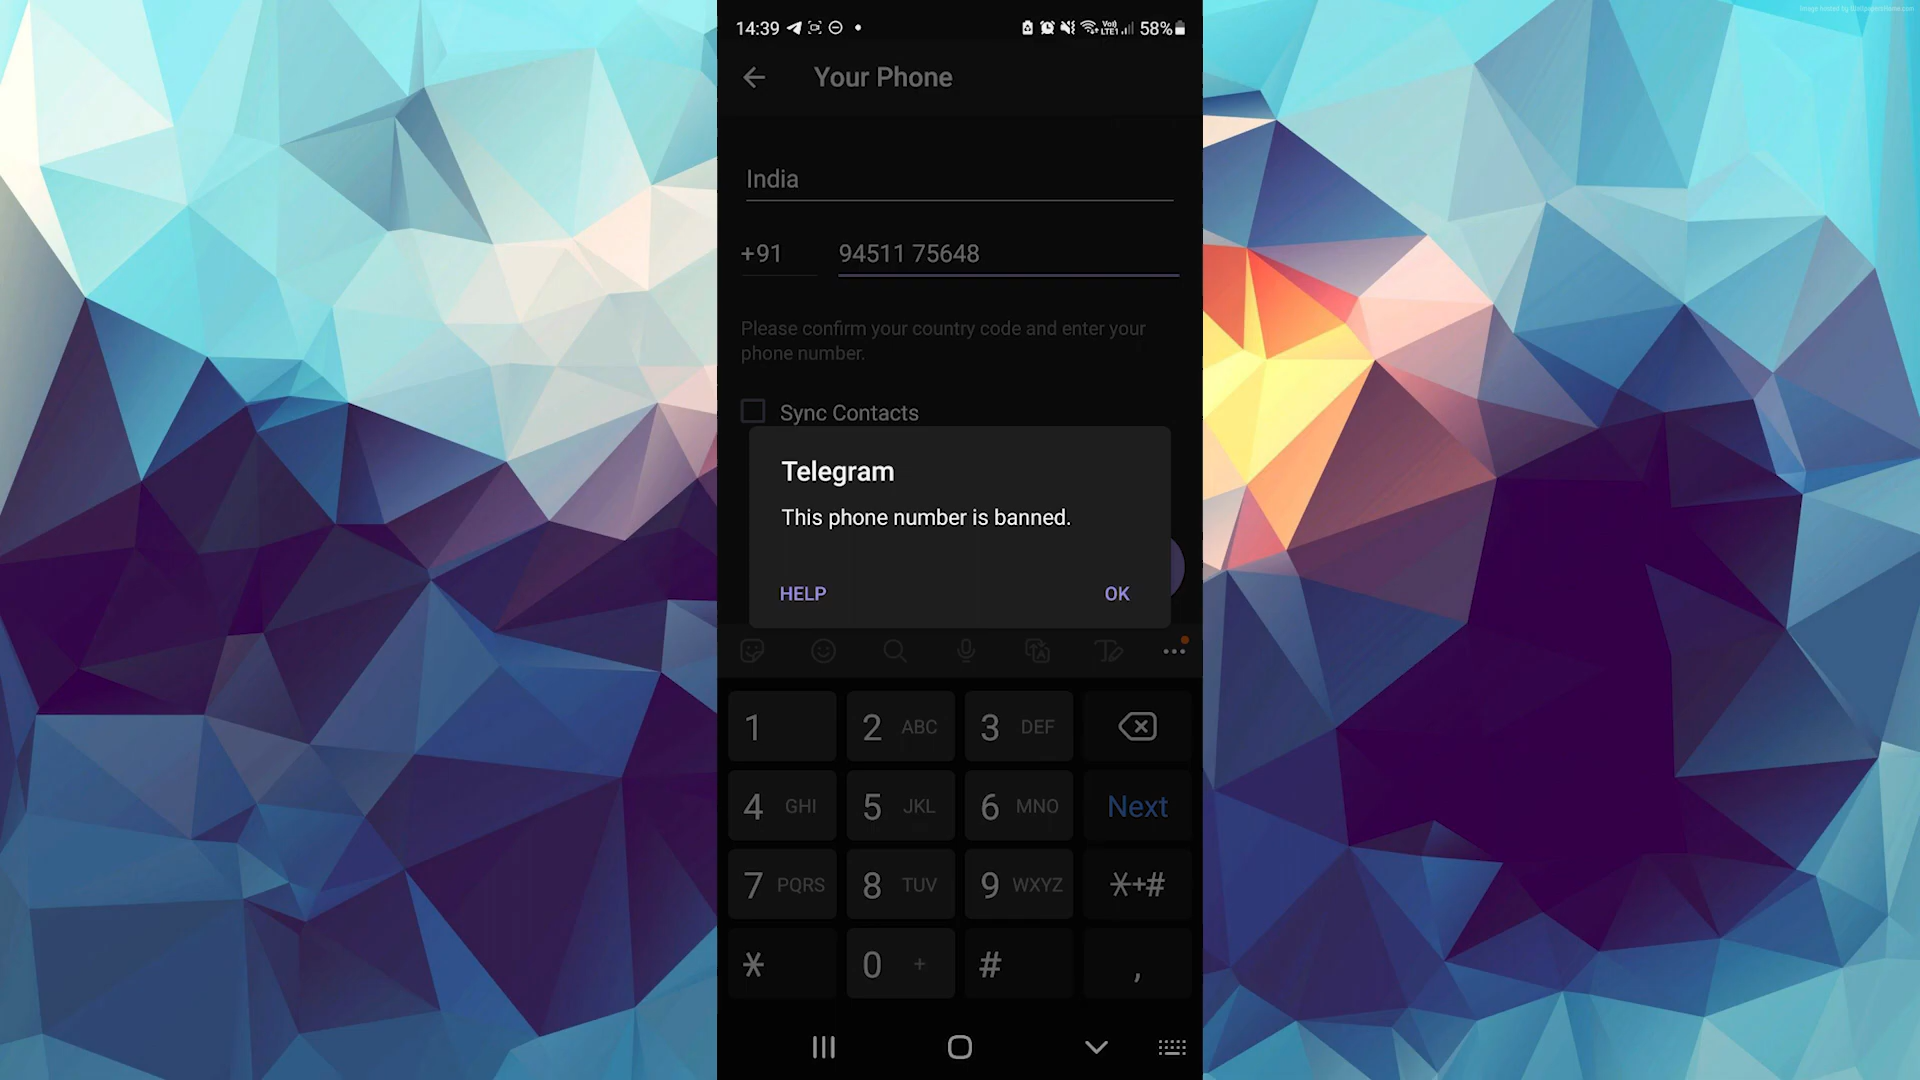 14:39
VoI) LTE1 58%
Your Phone
India
+91 94511 75648
Please confirm your country code and enter your
phone number.
Sync Contacts
Telegram
This phone number is banned.
HELP OK
1 2 ABC 3 DEF
4 GHI 5 JKL 6 MNO Next
7 PQRS 8 TUV 9 WXYZ *+#
* 0 + # ,